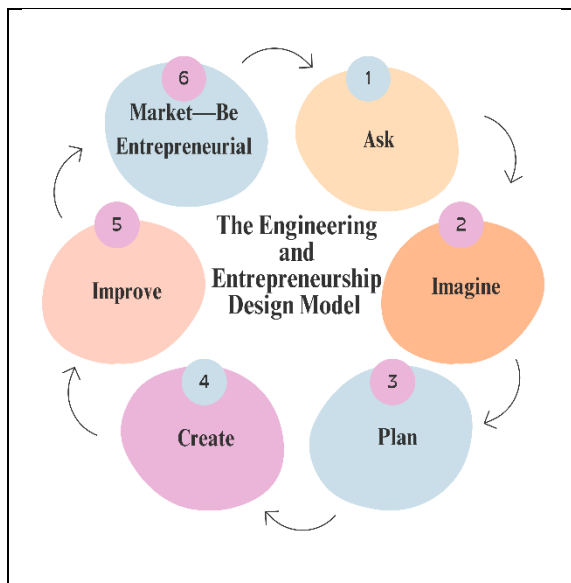 6
Market—Be
Entrepreneurial
1
Ask
2
Imagine
3
Plan
4
Create
5
Improve
The Engineering
and
Entrepreneurship
Design Model